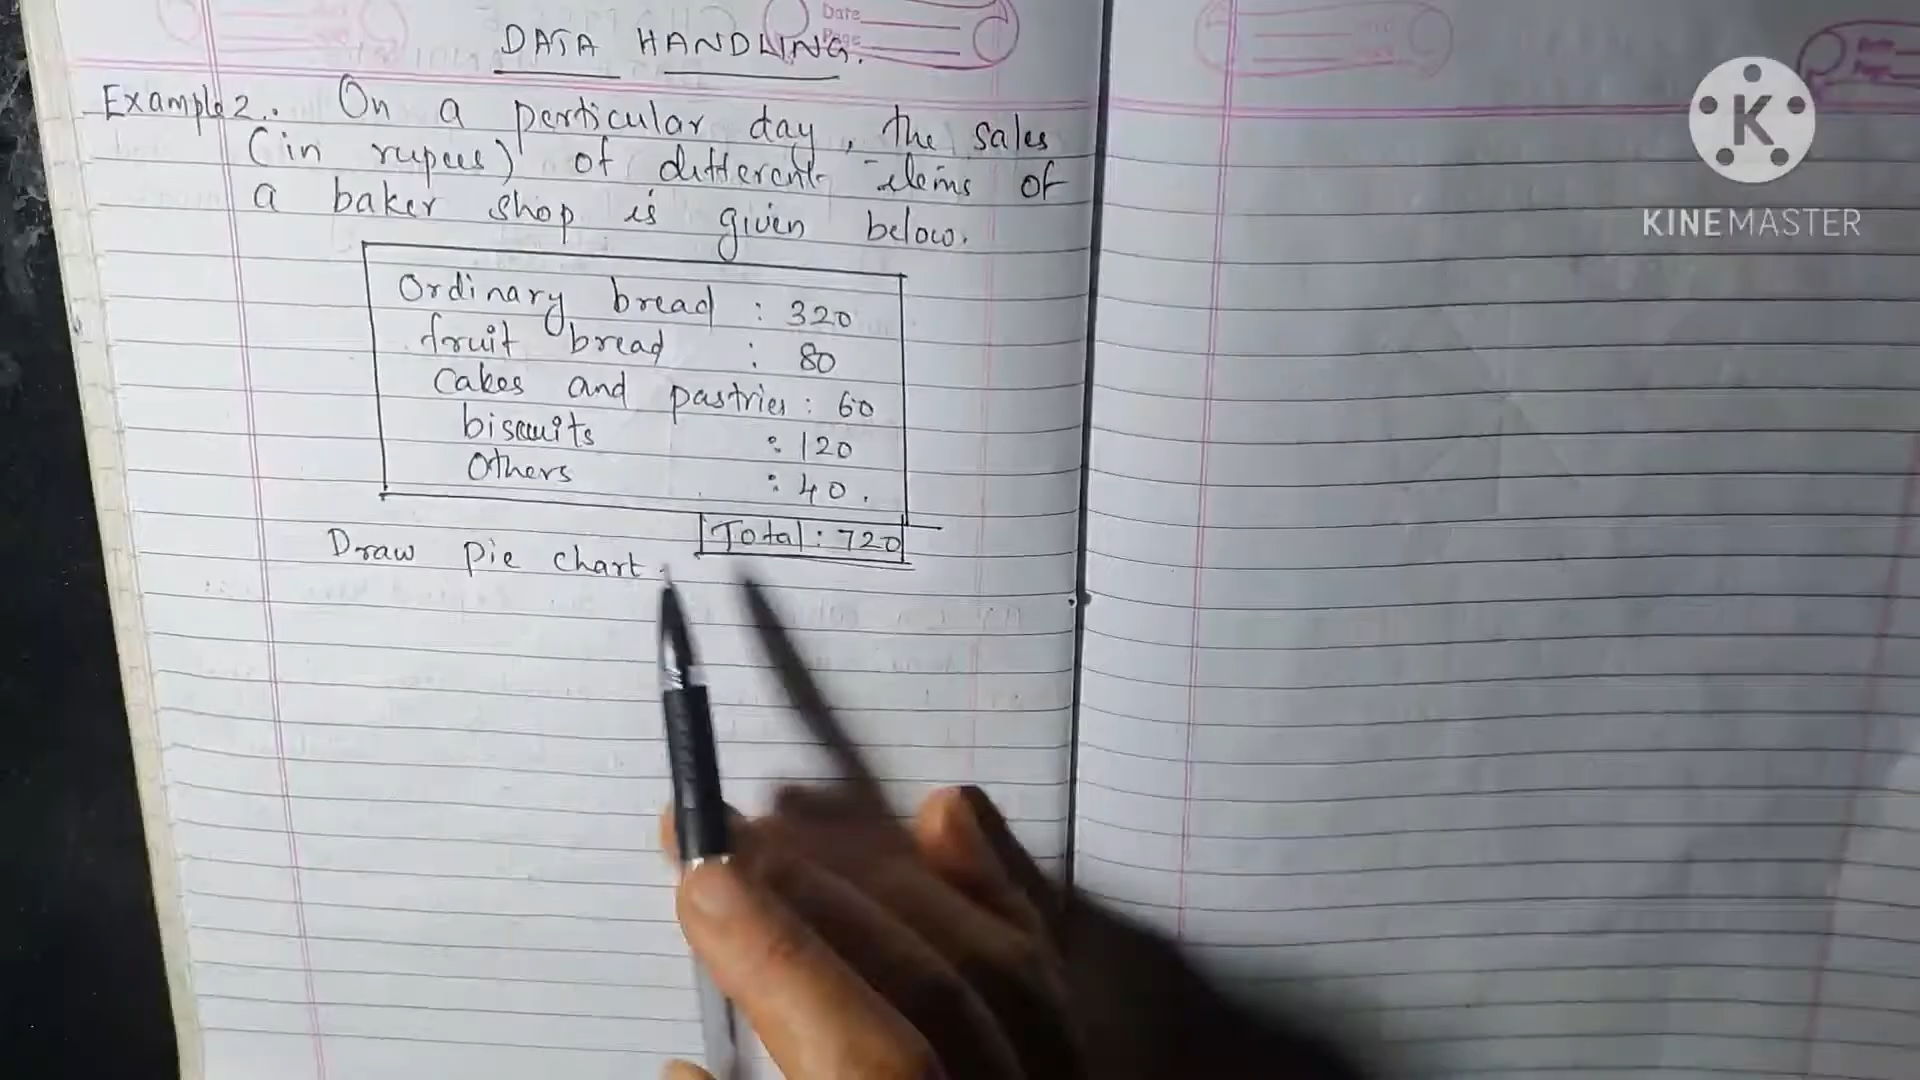 Date
Page
DATA HANDLING.
Example 2.. On a perticular day, the sales
(in rupees) of different items of
a baker shop is given below.
Ordinary bread : 320
fruit bread : 80
Cakes and pastries : 60
biscuits : 120
Others : 40.
Total : 720
Draw pie chart.
K
KINEMASTER